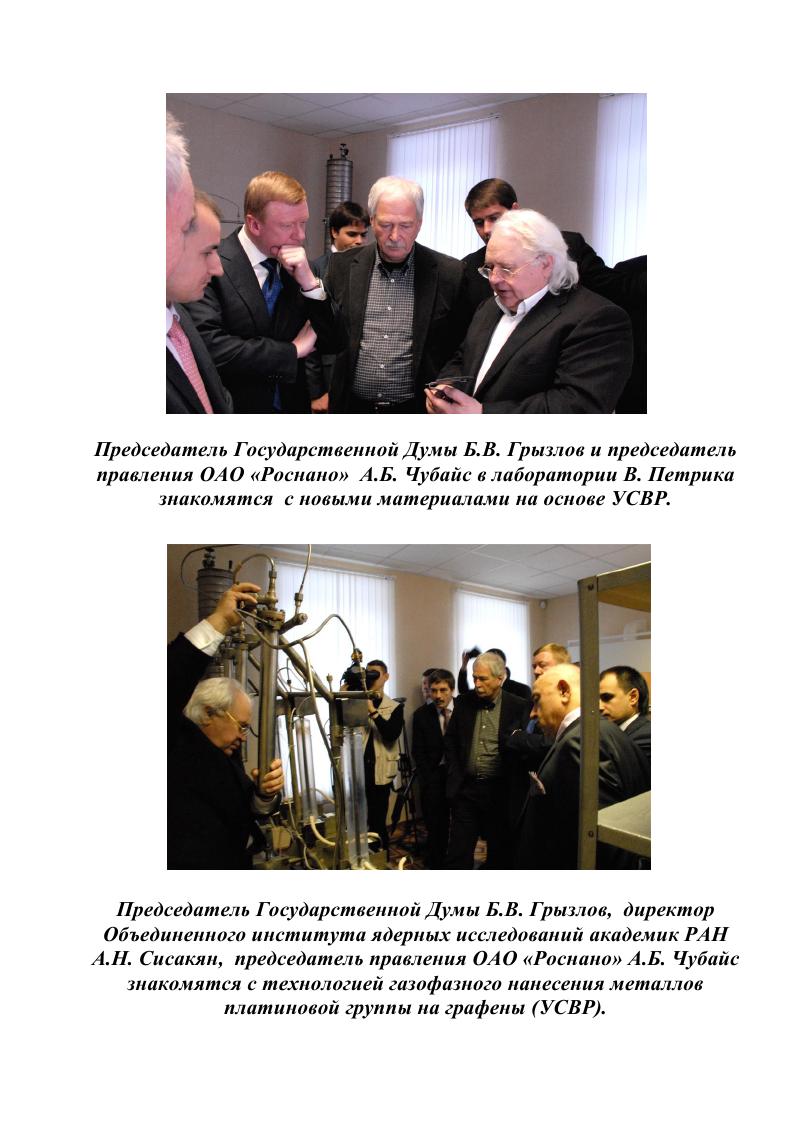 Председатель Государственной Думы Б.В. Грызлов и председатель
правления ОАО «Роснано» А.Б. Чубайс в лаборатории В. Петрика
знакомятся с новыми материалами на основе УСВР.
Председатель Государственной Думы Б.В. Грызлов, директор
Объединенного института ядерных исследований академик РАН
А.Н. Сисакян, председатель правления ОАО «Роснано» А.Б. Чубайс
знакомятся с технологией газофазного нанесения металлов
платиновой группы на графены (УСВР).